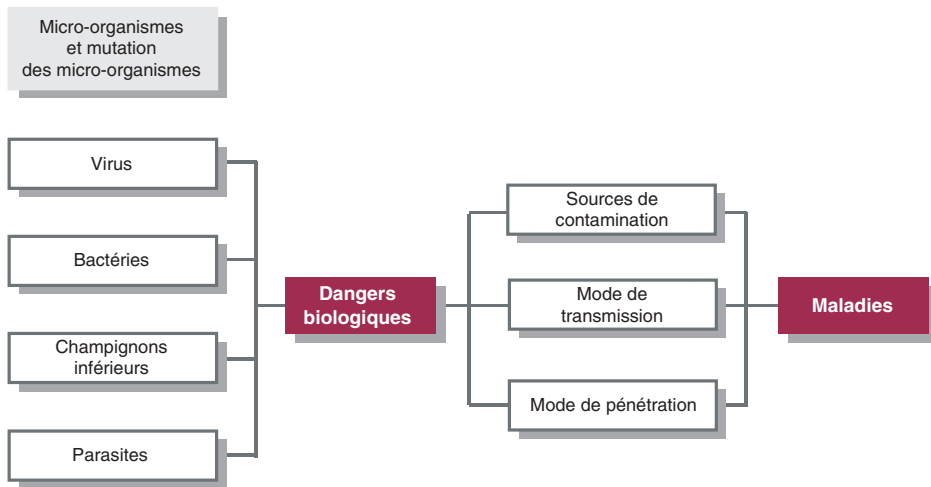 Micro-organismes
et mutation
des micro-organismes
Virus
Bactéries
Champignons
inférieurs
Parasites
Dangers
biologiques
Sources de
contamination
Mode de
transmission
Mode de pénétration
Maladies